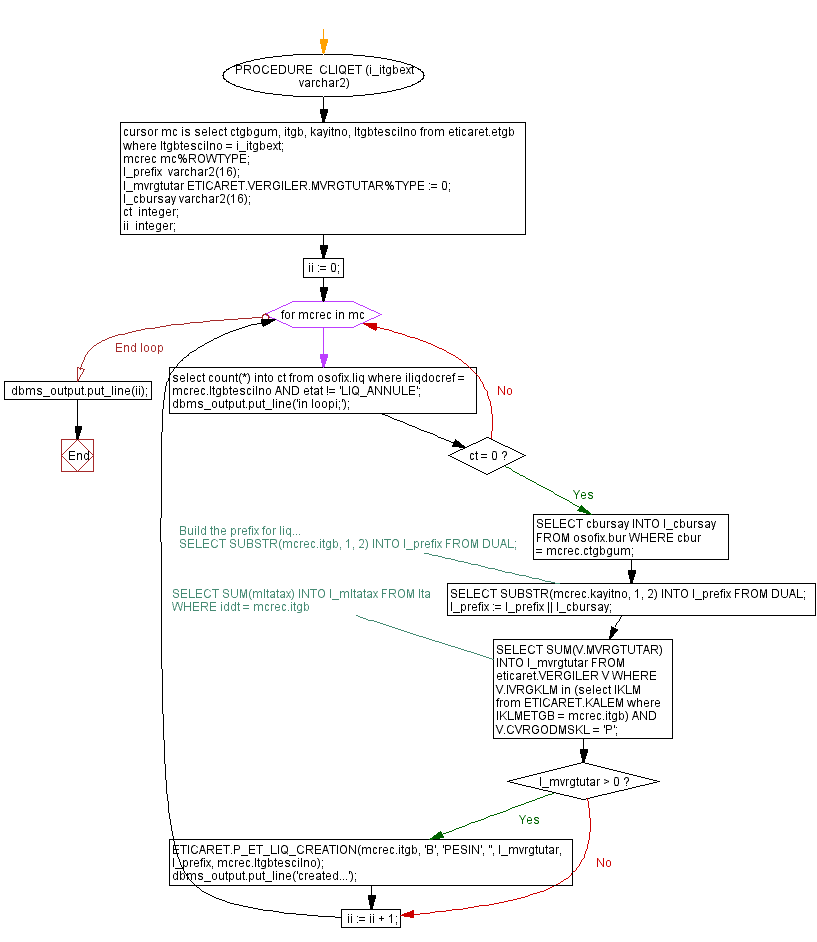 PROCEDURE  CLIQET (i_itgbext
varchar2)
cursor mc is select ctgbgum, itgb, kayitno, ltgbtescilno from eticaret.etgb
where ltgbtescilno = i_itgbext;
mcrec mc%ROWTYPE;
l_prefix  varchar2(16);
l_mvrgtutar ETICARET.VERGILER.MVRGTUTAR%TYPE := 0;
l_cbursay varchar2(16);
ct  integer;
ii  integer;
ii := 0;
for mcrec in mc
End loop
dbms_output.put_line(ii);
End
select count(*) into ct from osofix.liq where iliqdocref =
mcrec.ltgbtescilno AND etat != 'LIQ_ANNULE';
dbms_output.put_line('in loopi;');
No
ct = 0 ?
Yes
SELECT cbursay INTO l_cbursay
FROM osofix.bur WHERE cbur
= mcrec.ctgbgum;
Build the prefix for liq...
SELECT SUBSTR(mcrec.itgb, 1, 2) INTO l_prefix FROM DUAL;
SELECT SUBSTR(mcrec.kayitno, 1, 2) INTO l_prefix FROM DUAL;
l_prefix := l_prefix || l_cbursay;
SELECT SUM(mltatax) INTO l_mltatax FROM lta
WHERE iddt = mcrec.itgb
SELECT SUM(V.MVRGTUTAR)
INTO l_mvrgtutar FROM
eticaret.VERGILER V WHERE
V.IVRGKLM in (select IKLM
from ETICARET.KALEM where
IKLMETGB = mcrec.itgb) AND
V.CVRGODMSKL = 'P';
l_mvrgtutar > 0 ?
Yes
No
ETICARET.P_ET_LIQ_CREATION(mcrec.itgb, 'B', 'PESIN', '', l_mvrgtutar,
l_prefix, mcrec.ltgbtescilno);
dbms_output.put_line('created...');
ii := ii + 1;